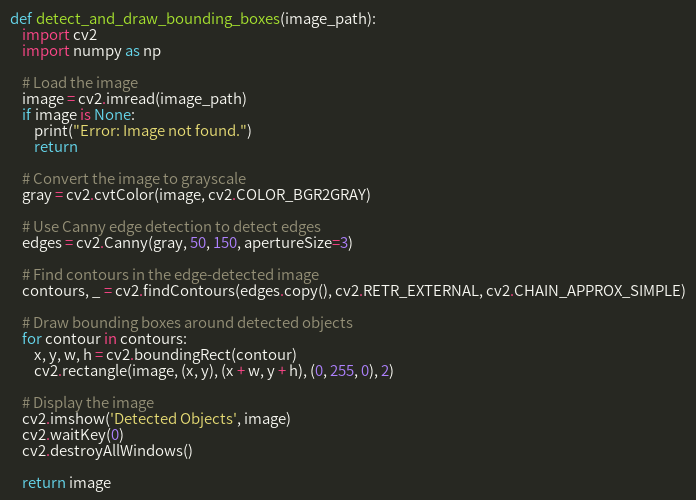 def detect_and_draw_bounding_boxes(image_path):
    import cv2
    import numpy as np

    # Load the image
    image = cv2.imread(image_path)
    if image is None:
        print("Error: Image not found.")
        return

    # Convert the image to grayscale
    gray = cv2.cvtColor(image, cv2.COLOR_BGR2GRAY)

    # Use Canny edge detection to detect edges
    edges = cv2.Canny(gray, 50, 150, apertureSize=3)

    # Find contours in the edge-detected image
    contours, _ = cv2.findContours(edges.copy(), cv2.RETR_EXTERNAL, cv2.CHAIN_APPROX_SIMPLE)

    # Draw bounding boxes around detected objects
    for contour in contours:
        x, y, w, h = cv2.boundingRect(contour)
        cv2.rectangle(image, (x, y), (x + w, y + h), (0, 255, 0), 2)

    # Display the image
    cv2.imshow('Detected Objects', image)
    cv2.waitKey(0)
    cv2.destroyAllWindows()

    return image